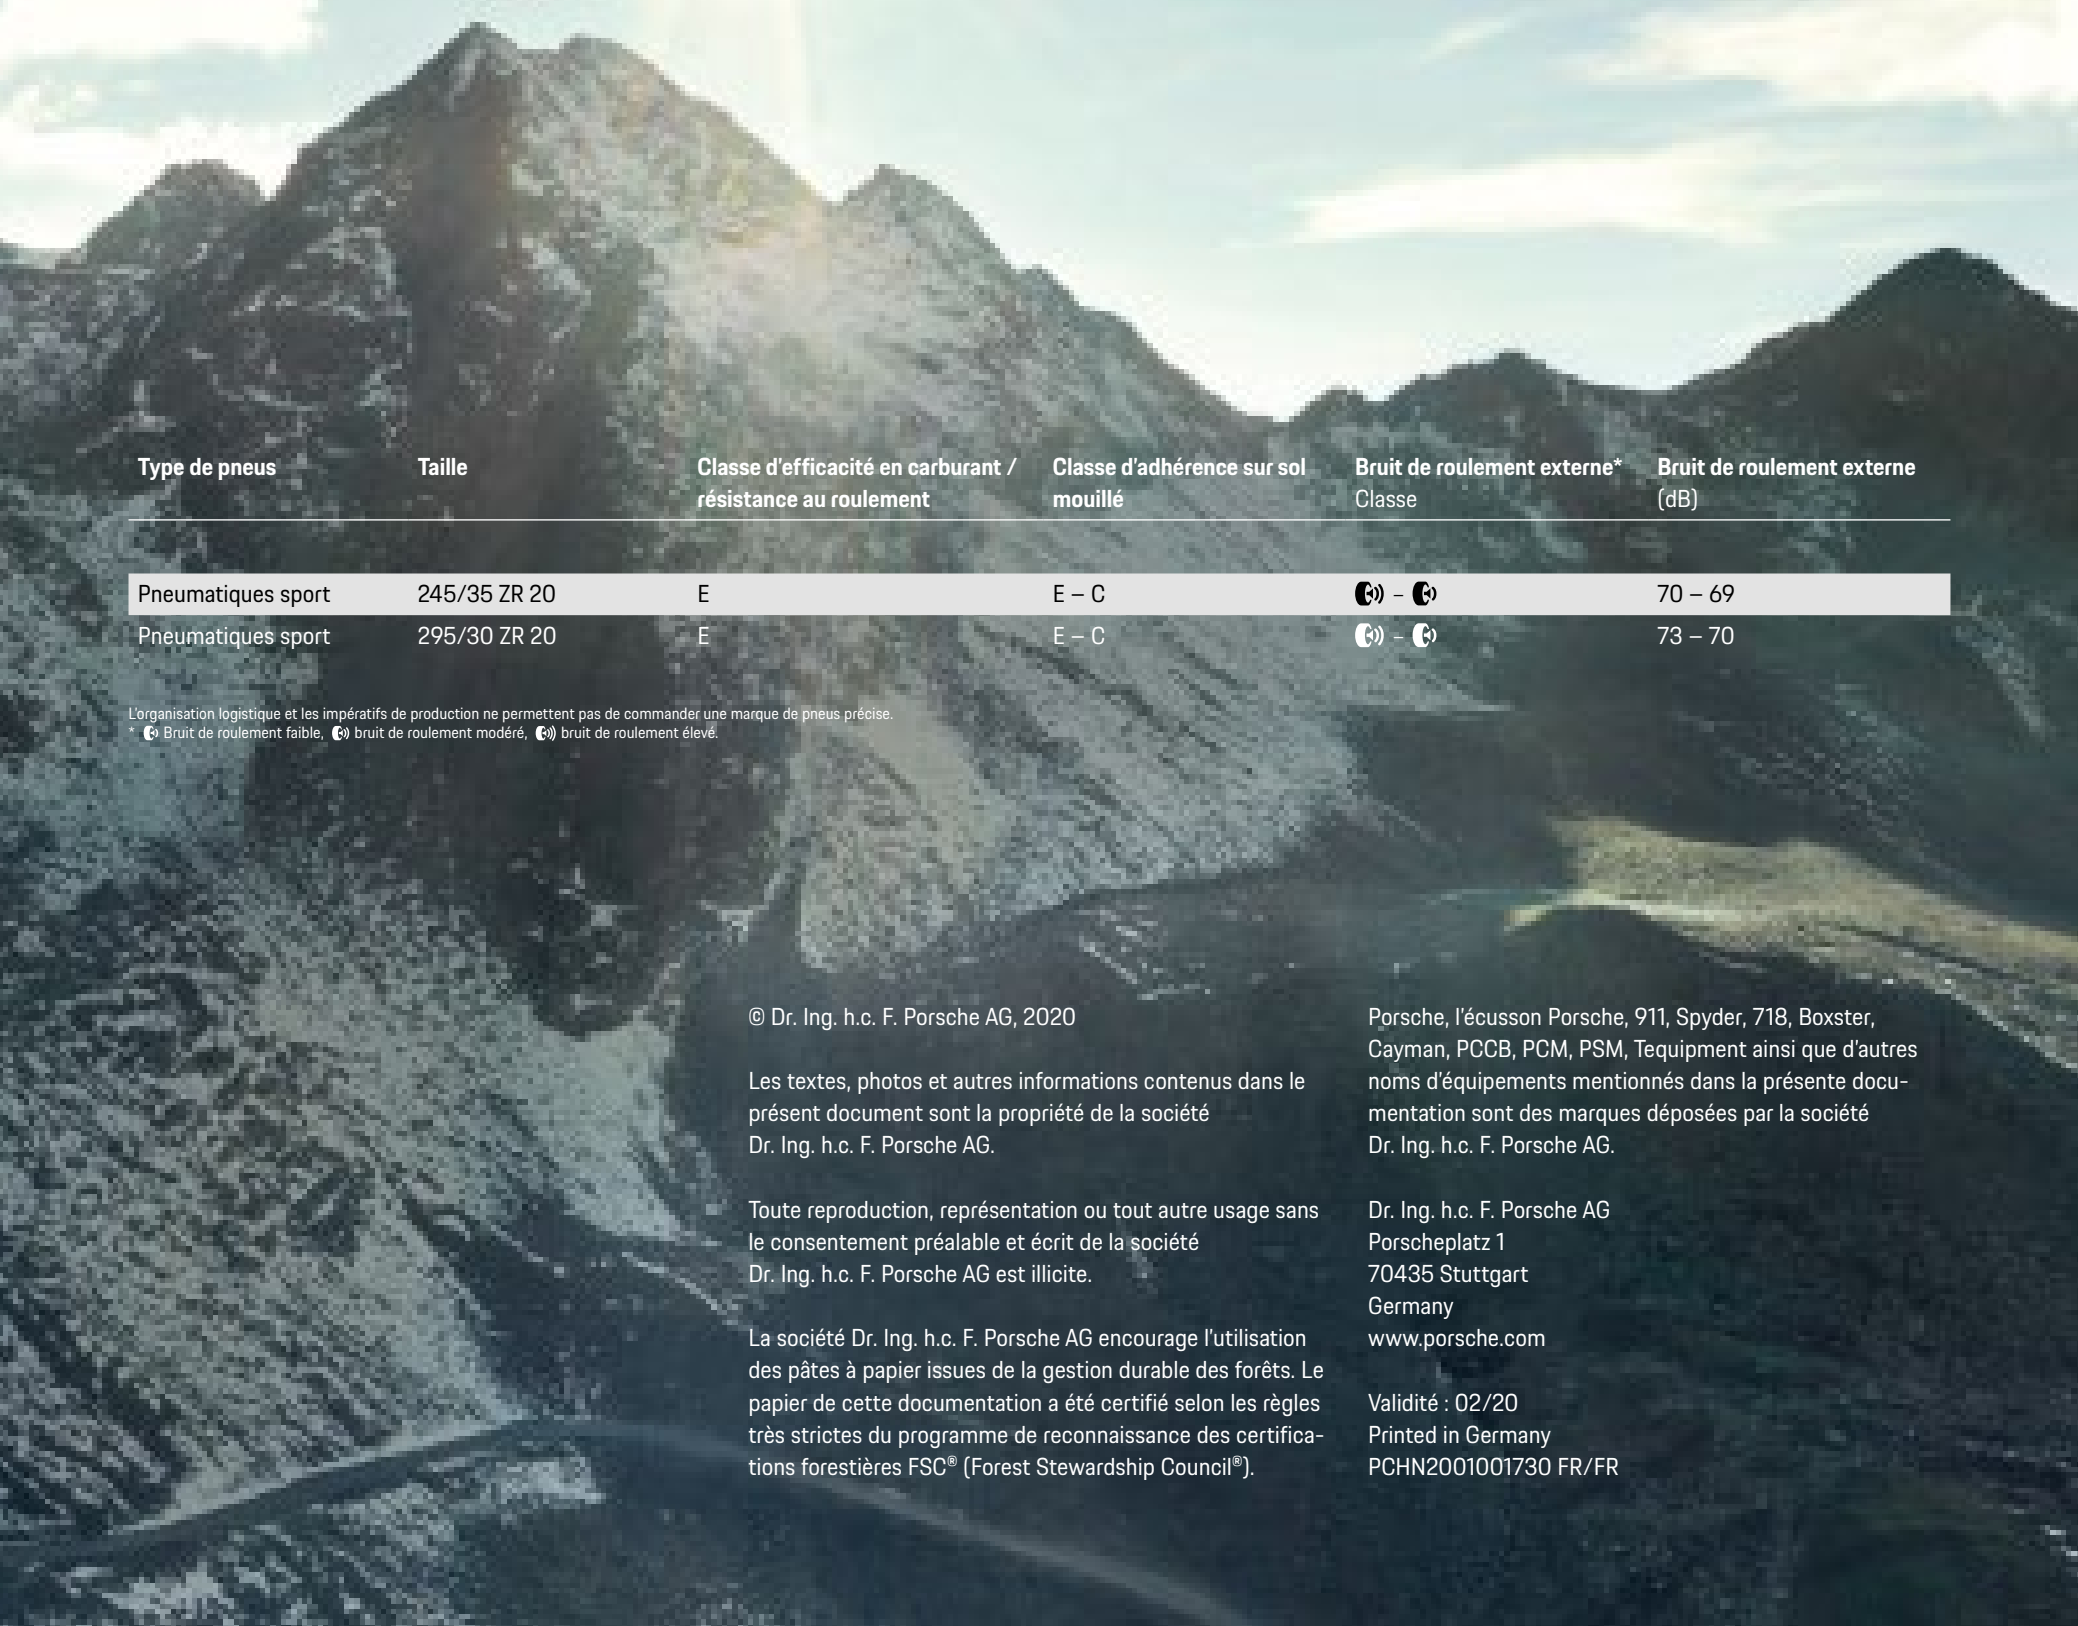 Type de pneus Taille Classe d'efficacité en carburant / Classe d'adhérence sur sol Bruit de roulement externe* Bruit de roulement externe
résistance au roulement mouillé Classe (dB)
Pneumatiques sport 245/35 ZR 20 E E – C – 70 – 69
Pneumatiques sport 295/30 ZR 20 E E – C – 73 – 70
L'organisation logistique et les impératifs de production ne permettent pas de commander une marque de pneus précise.
* Bruit de roulement faible, bruit de roulement modéré, bruit de roulement élevé.
© Dr. Ing. h.c. F. Porsche AG, 2020
Les textes, photos et autres informations contenus dans le
présent document sont la propriété de la société
Dr. Ing. h.c. F. Porsche AG.
Toute reproduction, représentation ou tout autre usage sans
le consentement préalable et écrit de la société
Dr. Ing. h.c. F. Porsche AG est illicite.
La société Dr. Ing. h.c. F. Porsche AG encourage l'utilisation
des pâtes à papier issues de la gestion durable des forêts. Le
papier de cette documentation a été certifié selon les règles
très strictes du programme de reconnaissance des certifica-
tions forestières FSC® (Forest Stewardship Council®).
Porsche, l'écusson Porsche, 911, Spyder, 718, Boxster,
Cayman, PCCB, PCM, PSM, Tequipment ainsi que d'autres
noms d'équipements mentionnés dans la présente docu-
mentation sont des marques déposées par la société
Dr. Ing. h.c. F. Porsche AG.
Dr. Ing. h.c. F. Porsche AG
Porscheplatz 1
70435 Stuttgart
Germany
www.porsche.com
Validité : 02/20
Printed in Germany
PCHN2001001730 FR/FR